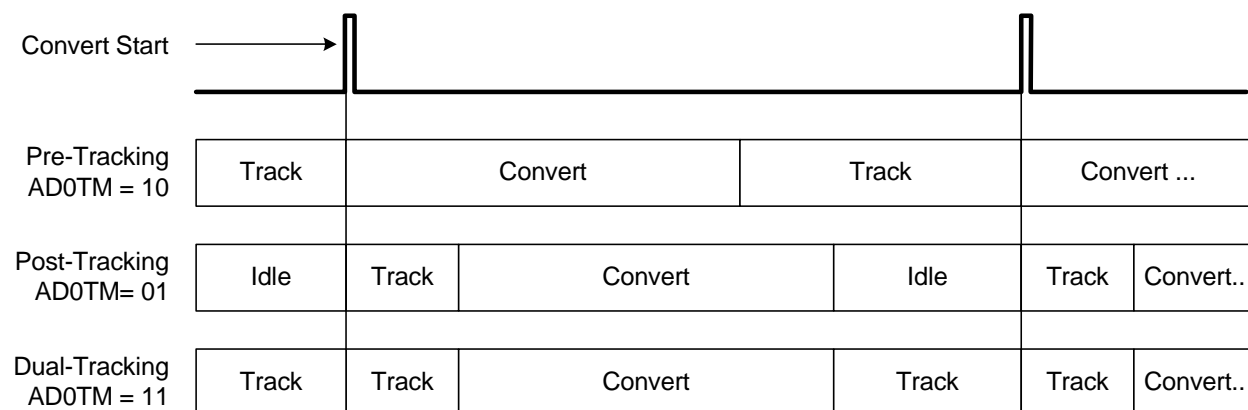 Convert Start
Pre-Tracking
AD0TM = 10
Track
Convert
Track
Convert ...
Post-Tracking
AD0TM= 01
Idle
Track
Convert
Idle
Track
Convert..
Dual-Tracking
AD0TM = 11
Track
Track
Convert
Track
Track
Convert..